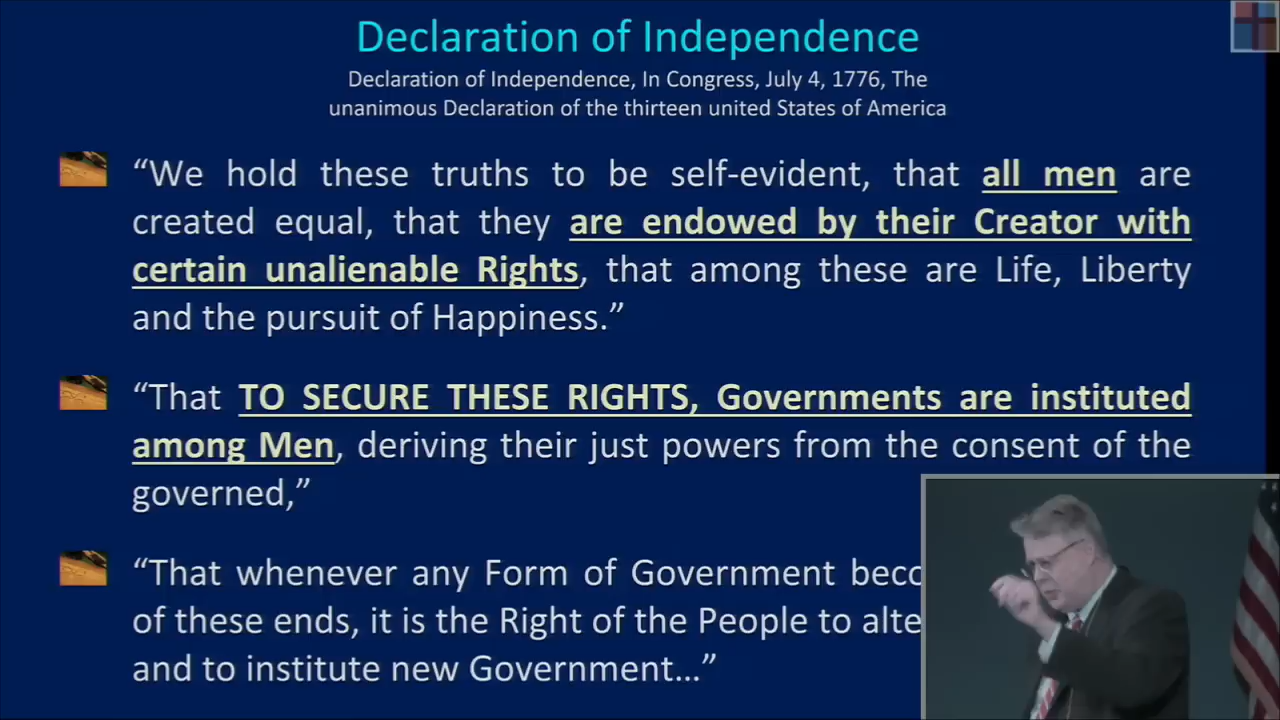 Declaration of Independence
Declaration of Independence, In Congress, July 4, 1776, The
unanimous Declaration of the thirteen united States of America
“We hold these truths to be self-evident, that all men are
created equal, that they are endowed by their Creator with
certain unalienable Rights, that among these are Life, Liberty
and the pursuit of Happiness.”
“That TO SECURE THESE RIGHTS, Governments are instituted
among Men, deriving their just powers from the consent of the
governed,”
“That whenever any Form of Government
of these ends, it is the Right of the People to
and to institute new Government...”